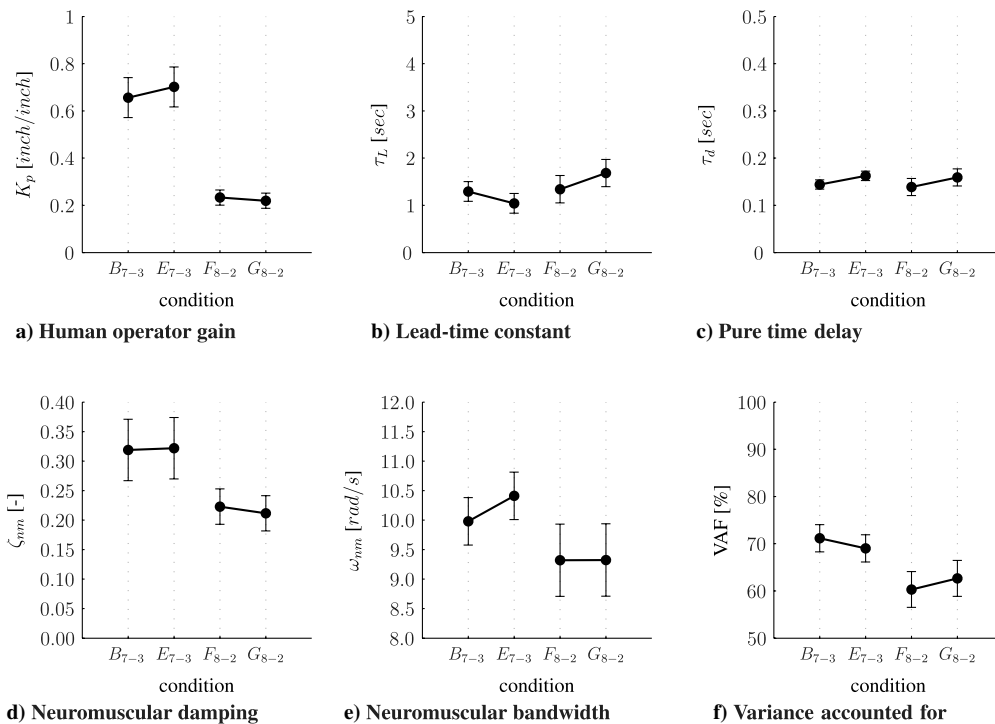 1
0.8
0.6
0.4
0.2
0
K_p [inch/inch]
B_{7-3} E_{7-3} F_{8-2} G_{8-2}
condition
a) Human operator gain
5
4
3
2
1
0
τ_L [sec]
B_{7-3} E_{7-3} F_{8-2} G_{8-2}
condition
b) Lead-time constant
0.5
0.4
0.3
0.2
0.1
0
τ_d [sec]
B_{7-3} E_{7-3} F_{8-2} G_{8-2}
condition
c) Pure time delay
0.40
0.35
0.30
0.25
0.20
0.15
0.10
0.05
0.00
ζ_{nm} [-]
B_{7-3} E_{7-3} F_{8-2} G_{8-2}
condition
d) Neuromuscular damping
12.0
11.5
11.0
10.5
10.0
9.5
9.0
8.5
8.0
ω_{nm} [rad/s]
B_{7-3} E_{7-3} F_{8-2} G_{8-2}
condition
e) Neuromuscular bandwidth
100
90
80
70
60
50
VAF [%]
B_{7-3} E_{7-3} F_{8-2} G_{8-2}
condition
f) Variance accounted for